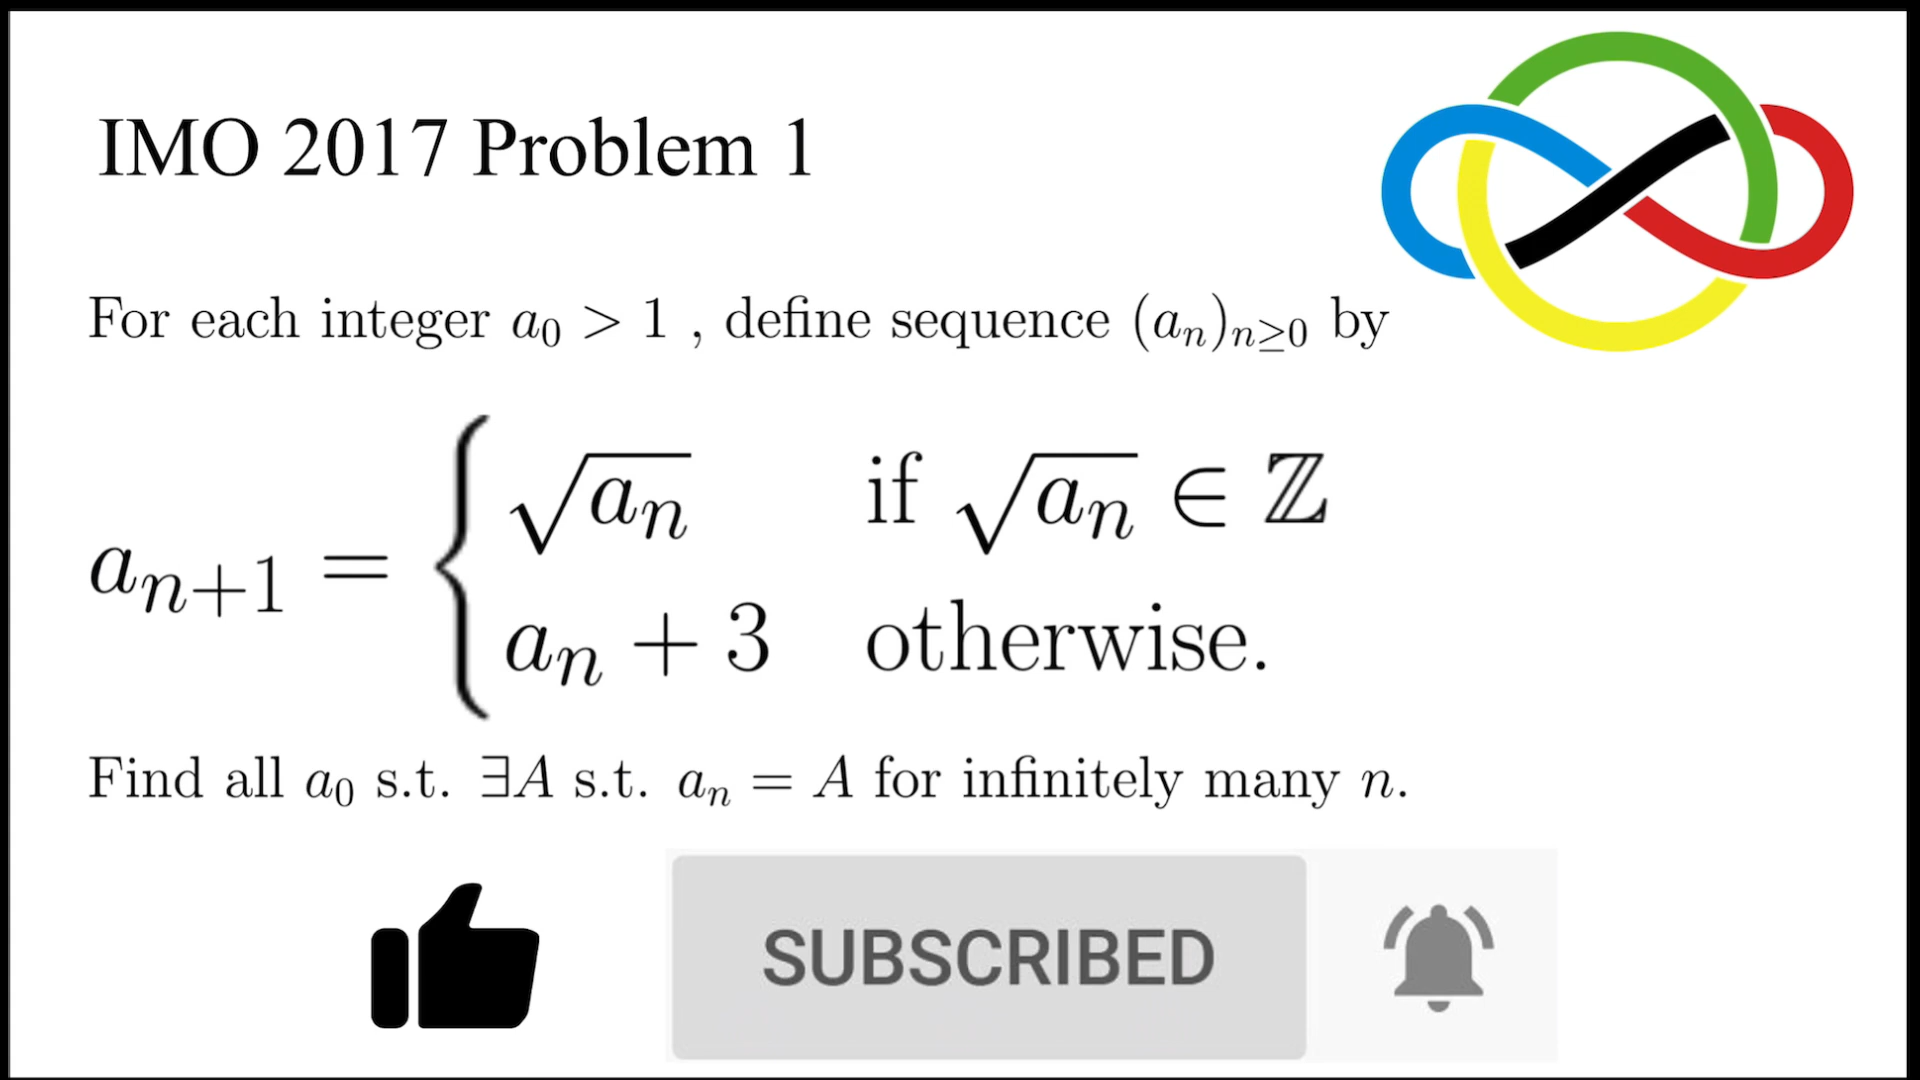 IMO 2017 Problem 1
For each integer a₀ > 1 , define sequence (aₙ)ₙ≥₀ by
aₙ₊₁ = { √aₙ if √aₙ ∈ ℤ
aₙ + 3 otherwise.
Find all a₀ s.t. ∃A s.t. aₙ = A for infinitely many n.
SUBSCRIBED